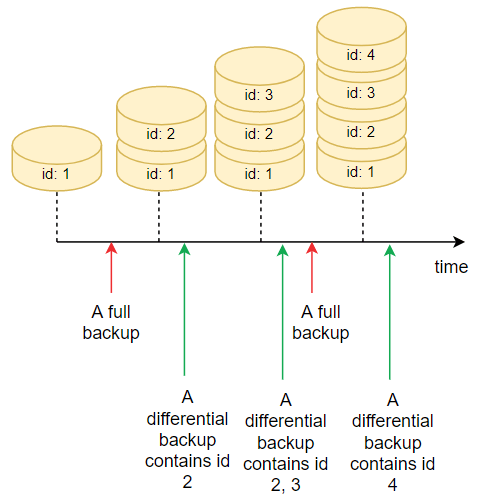 id: 4
id: 3
id: 3
id: 2
id: 2
id: 2
id: 1
id: 1
id: 1
id: 1
time
A full
backup
A full
backup
A
differential
backup
contains id
2
A
differential
backup
contains id
2, 3
A
differential
backup
contains id
4